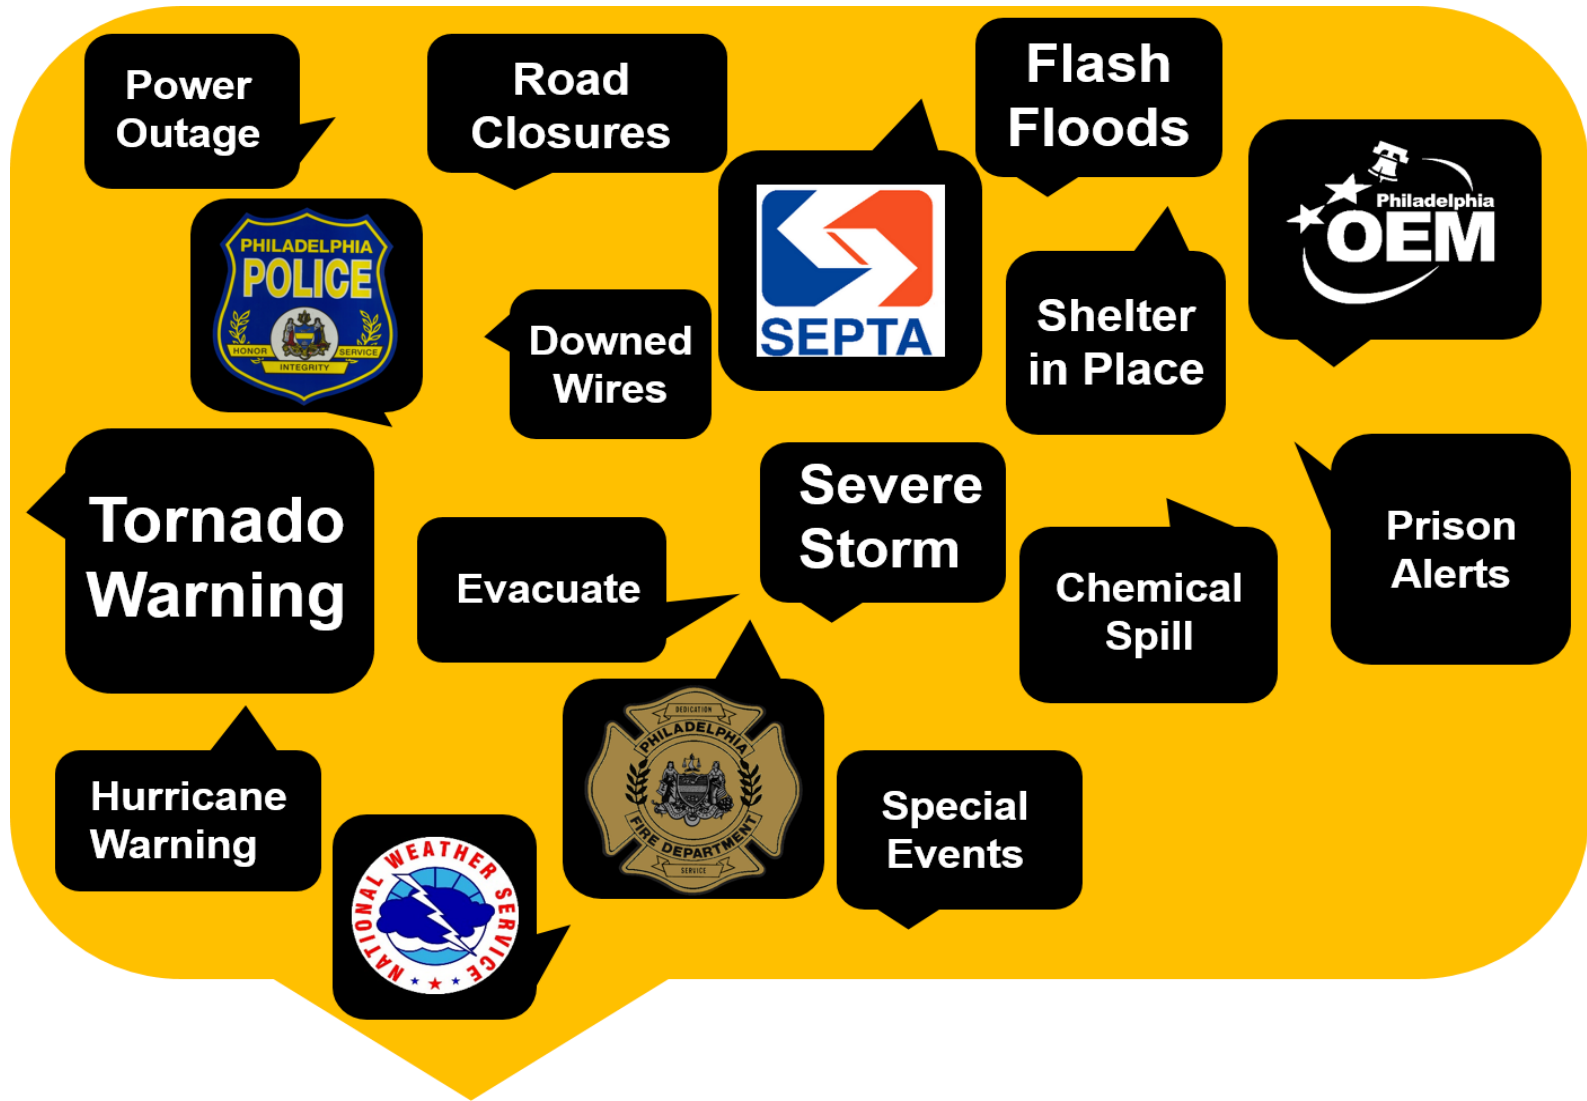 Power
Outage
Road
Closures
Flash
Floods
PHILADELPHIA
POLICE
HONOR
INTEGRITY
SERVICE
SEPTA
Philadelphia
OEM
Downed
Wires
Shelter
in Place
Tornado
Warning
Evacuate
Severe
Storm
Chemical
Spill
Prison
Alerts
Hurricane
Warning
NATIONAL WEATHER SERVICE
DEDICATION
PHILADELPHIA
FIRE DEPARTMENT
SERVICE
Special
Events